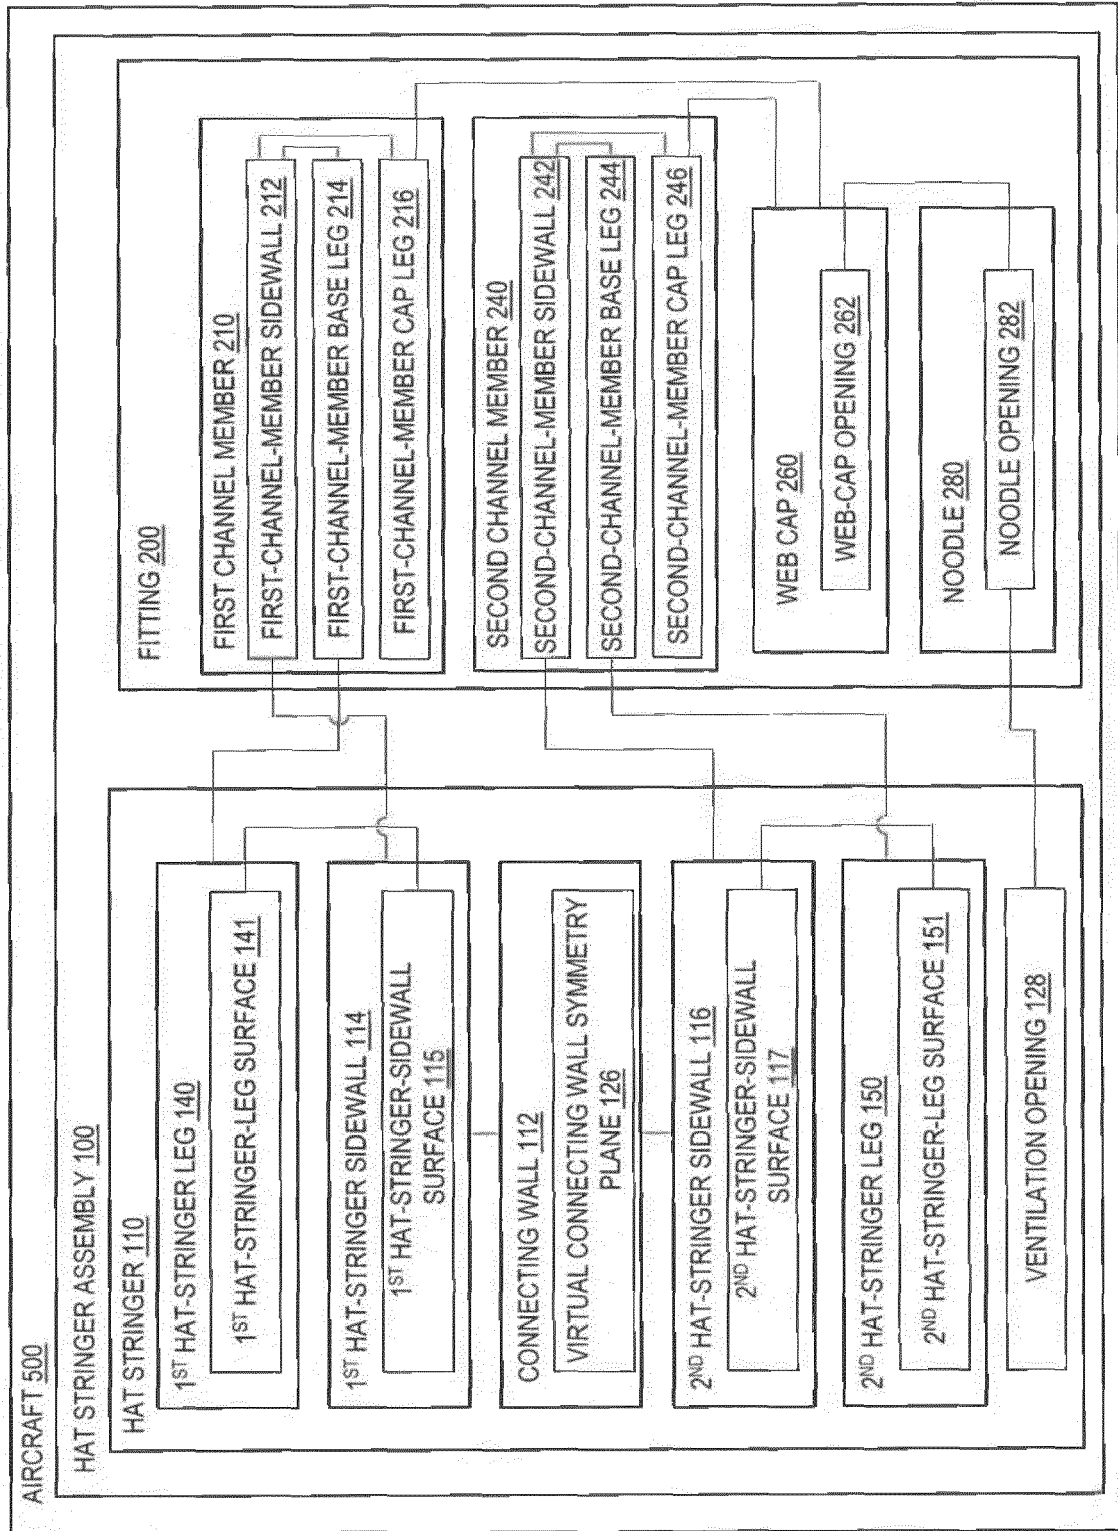 AIRCRAFT 500
HAT STRINGER ASSEMBLY 100
HAT STRINGER 110
1ST HAT-STRINGER LEG 140
1ST HAT-STRINGER-LEG SURFACE 141
1ST HAT-STRINGER SIDEWALL 114
1ST HAT-STRINGER-SIDEWALL
SURFACE 115
CONNECTING WALL 112
VIRTUAL CONNECTING WALL SYMMETRY
PLANE 126
2ND HAT-STRINGER SIDEWALL 116
2ND HAT-STRINGER-SIDEWALL
SURFACE 117
2ND HAT-STRINGER LEG 150
2ND HAT-STRINGER-LEG SURFACE 151
VENTILATION OPENING 128
FITTING 200
FIRST CHANNEL MEMBER 210
FIRST-CHANNEL-MEMBER SIDEWALL 212
FIRST-CHANNEL-MEMBER BASE LEG 214
FIRST-CHANNEL-MEMBER CAP LEG 216
SECOND CHANNEL MEMBER 240
SECOND-CHANNEL-MEMBER SIDEWALL 242
SECOND-CHANNEL-MEMBER BASE LEG 244
SECOND-CHANNEL-MEMBER CAP LEG 246
WEB CAP 260
WEB-CAP OPENING 262
NOODLE 280
NOODLE OPENING 282